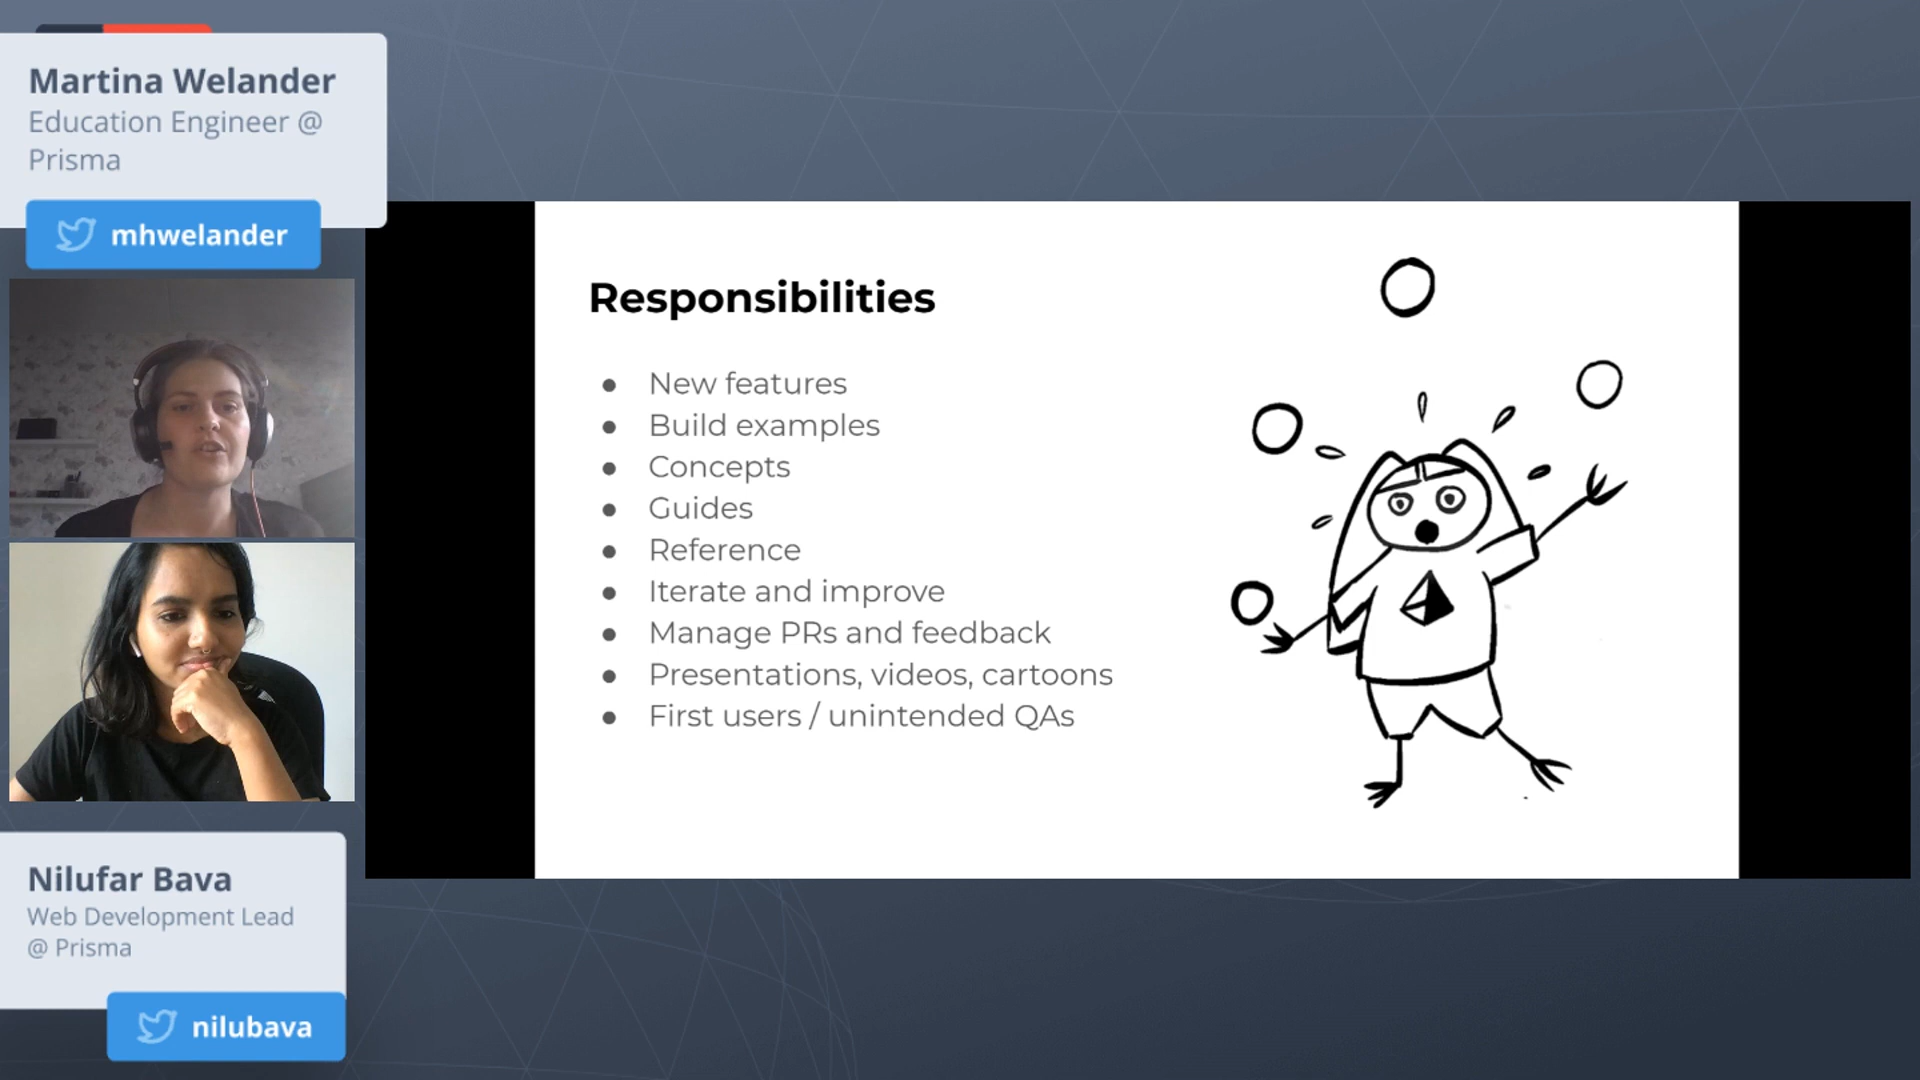 Martina Welander
Education Engineer @
Prisma
mhwelander
Responsibilities
● New features
● Build examples
● Concepts
● Guides
● Reference
● Iterate and improve
● Manage PRs and feedback
● Presentations, videos, cartoons
● First users / unintended QAs
Nilufar Bava
Web Development Lead
@ Prisma
nilubava